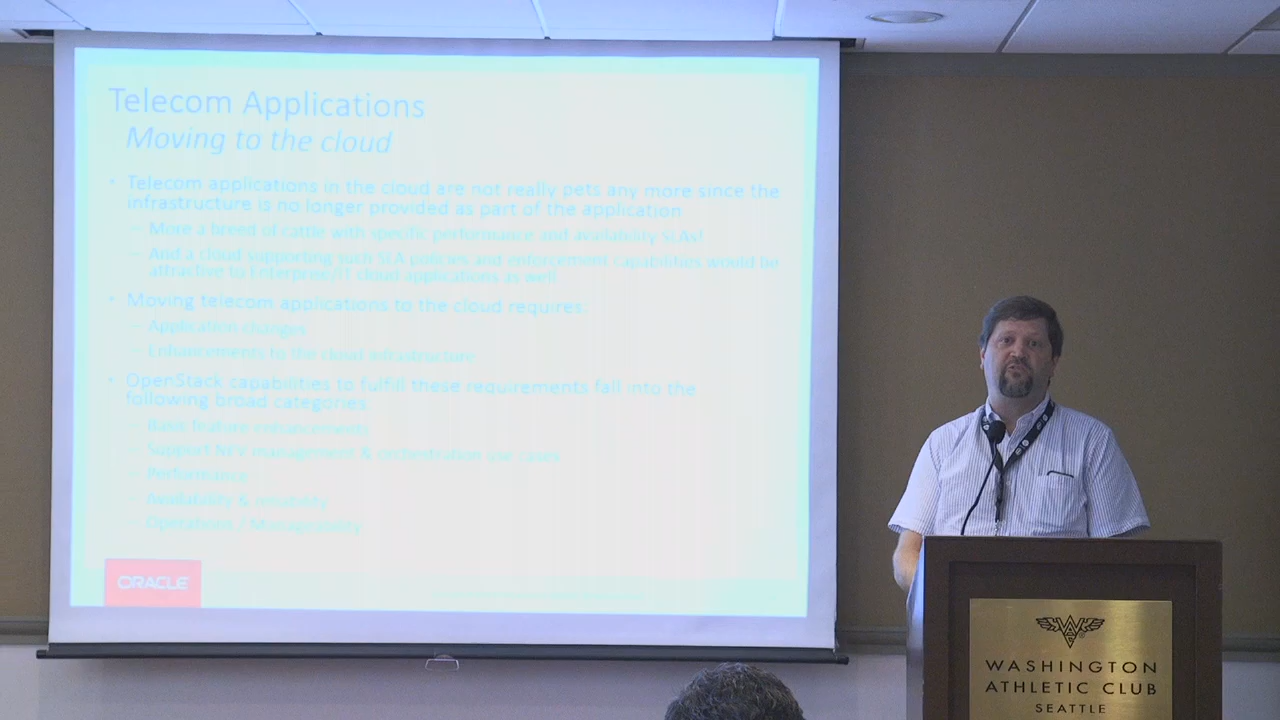 Telecom Applications
Moving to the cloud
• Telecom applications in the cloud are not really pets any more since the
infrastructure is no longer provided as part of the application
– More a breed of cattle with specific performance and availability SLAs!
– And a cloud supporting such SLA policies and enforcement capabilities would be
attractive to Enterprise/IT cloud applications as well
• Moving telecom applications to the cloud requires:
– Application changes
– Enhancements to the cloud infrastructure
• OpenStack capabilities to fulfill these requirements fall into the
following broad categories
– Basic feature enhancements
– Support NFV management & orchestration use cases
– Performance
– Availability & reliability
– Operations / Manageability
ORACLE
WASHINGTON
ATHLETIC CLUB
SEATTLE